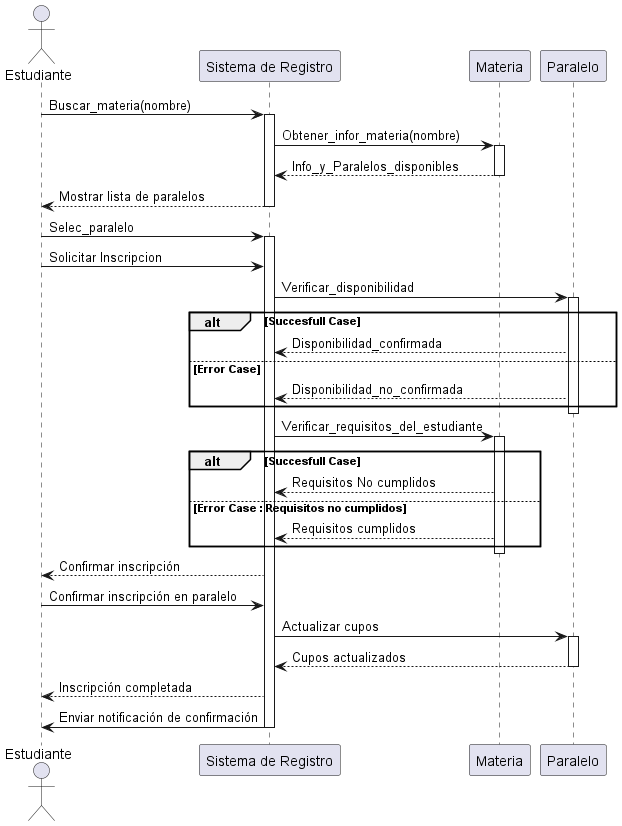 Estudiante
Sistema de Registro
Materia
Paralelo
Buscar_materia(nombre)
Obtener_infor_materia(nombre)
Info_y_Paralelos_disponibles
Mostrar lista de paralelos
Selec_paralelo
Solicitar Inscripcion
Verificar_disponibilidad
alt
[Succesfull Case]
Disponibilidad_confirmada
[Error Case]
Disponibilidad_no_confirmada
Verificar_requisitos_del_estudiante
alt
[Succesfull Case]
Requisitos No cumplidos
[Error Case : Requisitos no cumplidos]
Requisitos cumplidos
Confirmar inscripción
Confirmar inscripción en paralelo
Actualizar cupos
Cupos actualizados
Inscripción completada
Enviar notificación de confirmación
Estudiante
Sistema de Registro
Materia
Paralelo